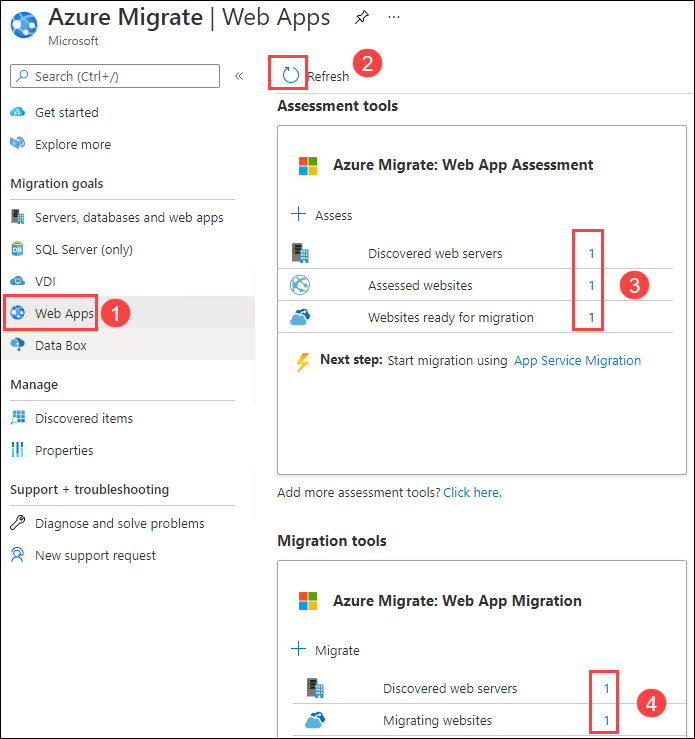 Azure Migrate | Web Apps ...
Microsoft
Search (Ctrl+/) «
Get started
Explore more
Migration goals
Servers, databases and web apps
SQL Server (only)
VDI
Web Apps 1
Data Box
Manage
Discovered items
Properties
Support + troubleshooting
Diagnose and solve problems
New support request
Refresh 2
Assessment tools
Azure Migrate: Web App Assessment
+ Assess
Discovered web servers 1
Assessed websites 1 3
Websites ready for migration 1
Next step: Start migration using App Service Migration
Add more assessment tools? Click here.
Migration tools
Azure Migrate: Web App Migration
+ Migrate
Discovered web servers 1
4
Migrating websites 1